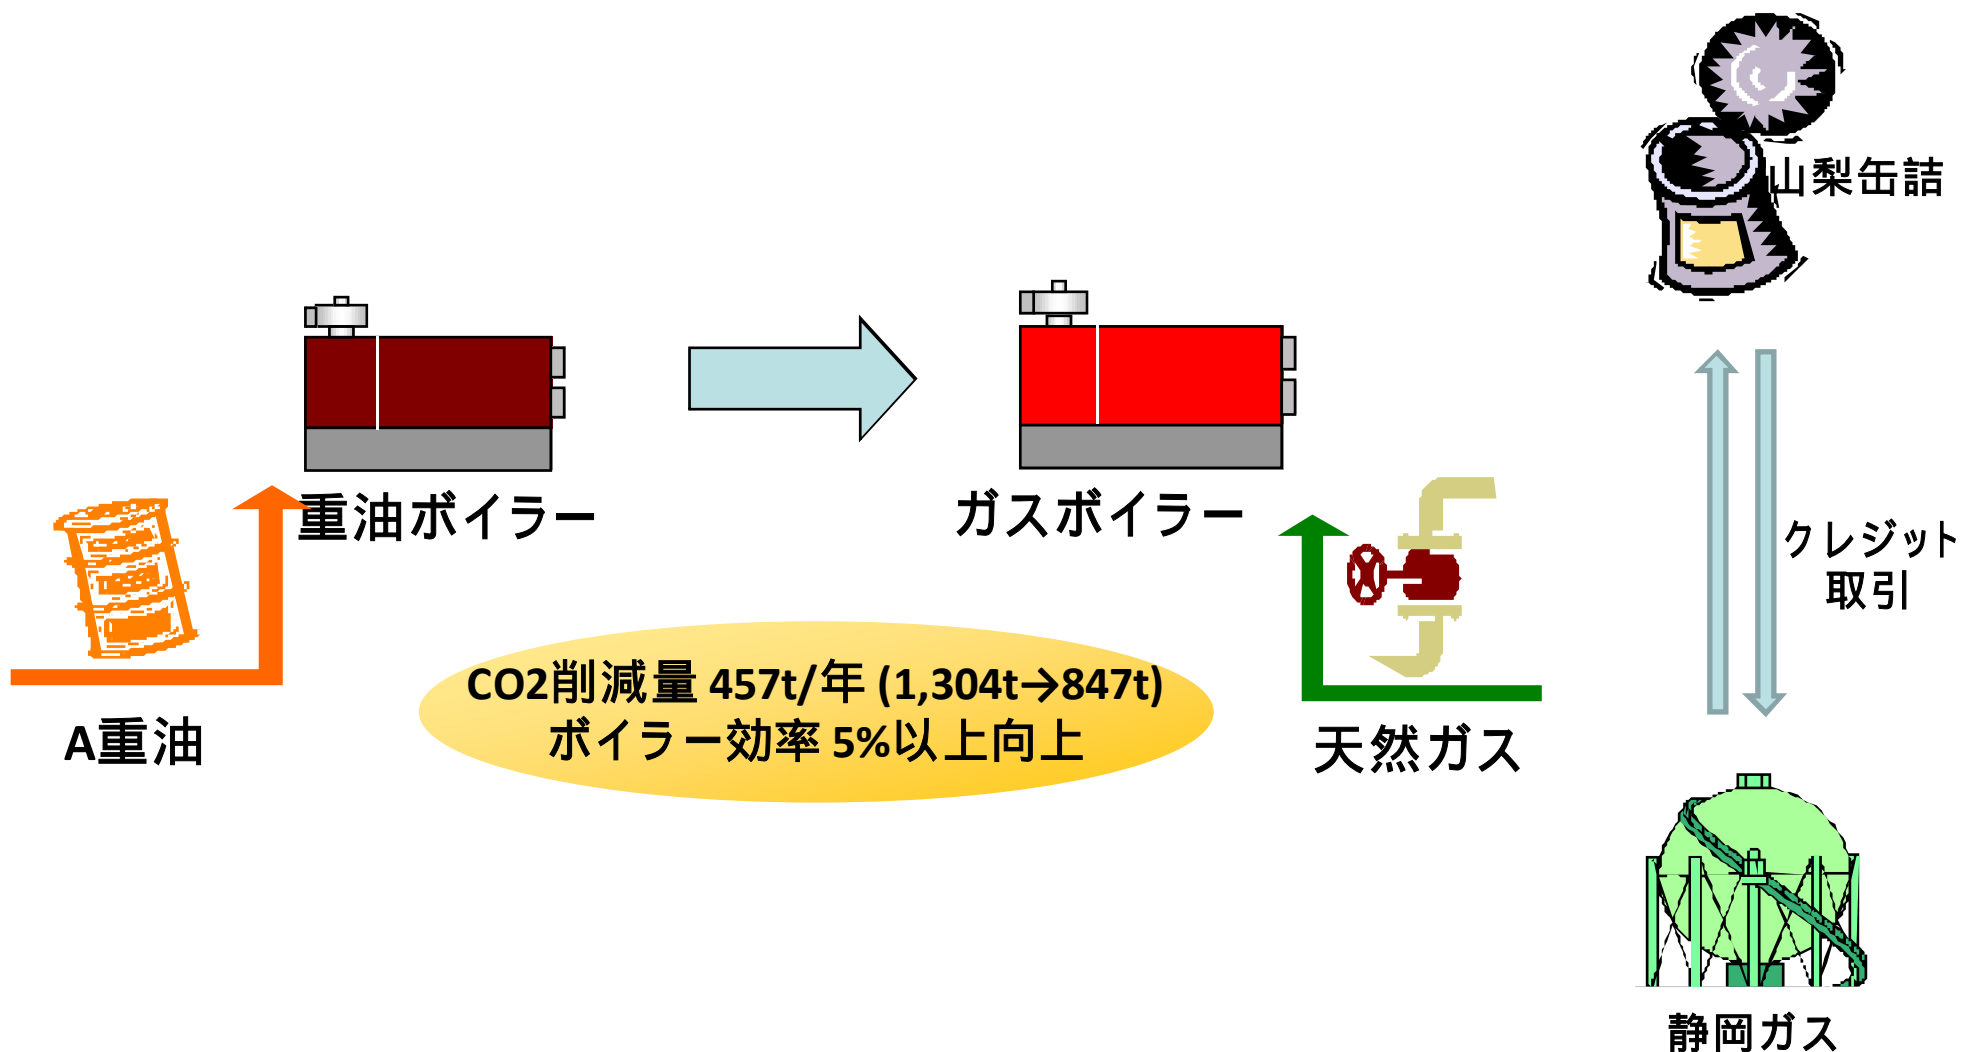 山梨缶詰
重油ボイラー
ガスボイラー
クレジット
取引
CO2削減量 457t/年 (1,304t→847t)
ボイラー効率 5%以上向上
A重油
天然ガス
静岡ガス